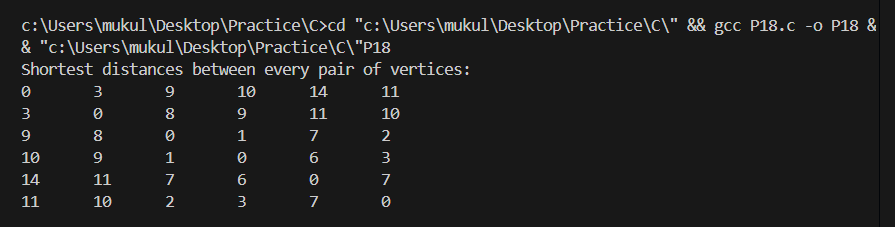 c:\Users\mukul\Desktop\Practice\C>cd "c:\Users\mukul\Desktop\Practice\C\" && gcc P18.c -o P18 &
& "c:\Users\mukul\Desktop\Practice\C\"P18
Shortest distances between every pair of vertices:
0 3 9 10 14 11
3 0 8 9 11 10
9 8 0 1 7 2
10 9 1 0 6 3
14 11 7 6 0 7
11 10 2 3 7 0